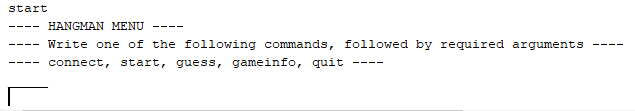 start
---- HANGMAN MENU ----
---- Write one of the following commands, followed by required arguments ----
---- connect, start, guess, gameinfo, quit ----